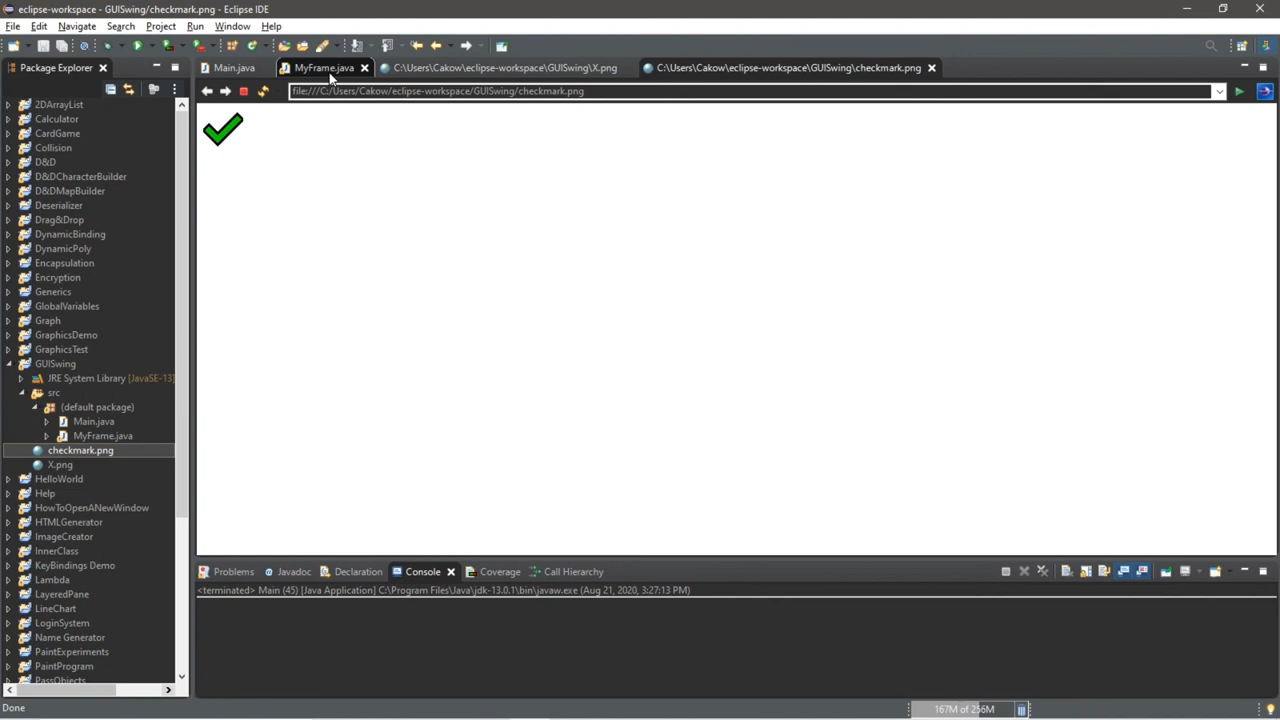 eclipse-workspace - GUISwing/checkmark.png - Eclipse IDE
File Edit Navigate Search Project Run Window Help
Package Explorer
Main.java
MyFrame.java
C:\Users\Cakow\eclipse-workspace\GUISwing\X.png
C:\Users\Cakow\eclipse-workspace\GUISwing\checkmark.png
file:///C:/Users/Cakow/eclipse-workspace/GUISwing/checkmark.png
2DArrayList
Calculator
CardGame
Collision
D&D
D&DCharacterBuilder
D&DMapBuilder
Deserializer
Drag&Drop
DynamicBinding
DynamicPoly
Encapsulation
Encryption
Generics
GlobalVariables
Graph
GraphicsDemo
GraphicsTest
GUISwing
JRE System Library [JavaSE-13]
src
(default package)
Main.java
MyFrame.java
checkmark.png
X.png
HelloWorld
Help
HowToOpenANewWindow
HTMLGenerator
ImageCreator
InnerClass
KeyBindings Demo
Lambda
LayeredPane
LineChart
LoginSystem
Name Generator
PaintExperiments
PaintProgram
PassObjects
Problems Javadoc Declaration Console Coverage Call Hierarchy
<terminated> Main (45) [Java Application] C:\Program Files\Java\jdk-13.0.1\bin\javaw.exe (Aug 21, 2020, 3:27:13 PM)
Done
167M of 256M